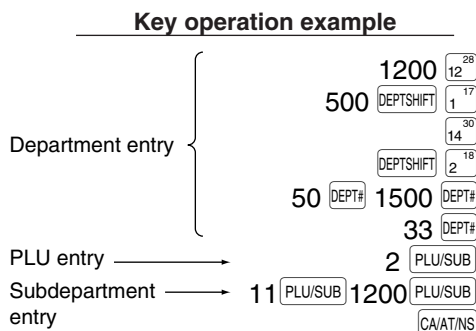 Key operation example
1200 12 28
500 DEPTSHIFT 1 17
14 30
Department entry
DEPTSHIFT 2 18
50 DEPT# 1500 DEPT#
33 DEPT#
PLU entry 2 PLU/SUB
Subdepartment 11 PLU/SUB 1200 PLU/SUB
entry
CA/AT/NS